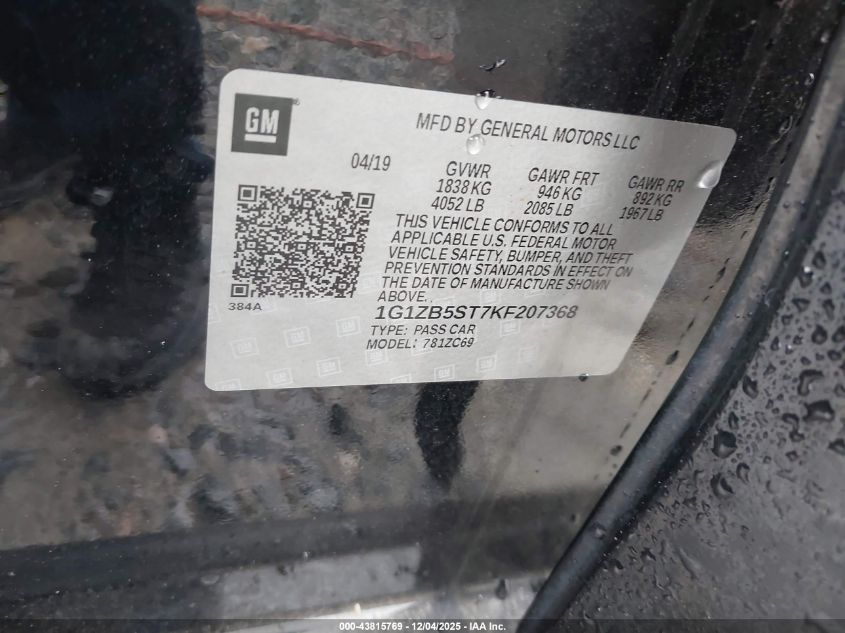 GM
MFD BY GENERAL MOTORS LLC
04/19
GVWR
1838 KG
4052 LB
GAWR FRT
946 KG
2085 LB
GAWR RR
892 KG
1967 LB
THIS VEHICLE CONFORMS TO ALL
APPLICABLE U.S. FEDERAL MOTOR
VEHICLE SAFETY, BUMPER, AND THEFT
PREVENTION STANDARDS IN EFFECT ON
THE DATE OF MANUFACTURE SHOWN
ABOVE.
384A
1G1ZB5ST7KF207368
TYPE: PASS CAR
MODEL: 781ZC69
000-43815769 - 12/04/2025 - IAA Inc.